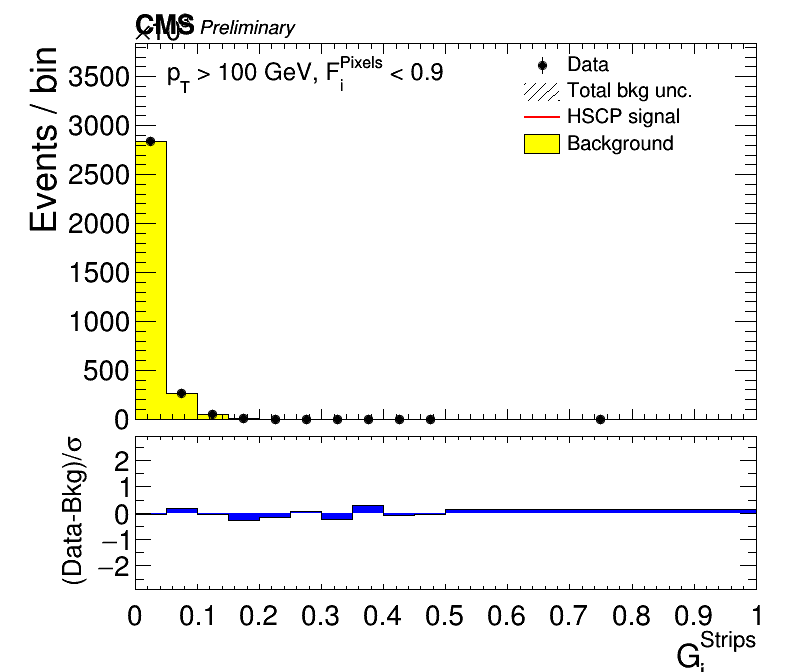 CMS Preliminary
×10³
p_T > 100 GeV, F_i^Pixels < 0.9
Data
Total bkg unc.
HSCP signal
Background
Events / bin
3500
3000
2500
2000
1500
1000
500
0
(Data-Bkg)/σ
2
1
0
−1
−2
0 0.1 0.2 0.3 0.4 0.5 0.6 0.7 0.8 0.9 1
G_i^Strips